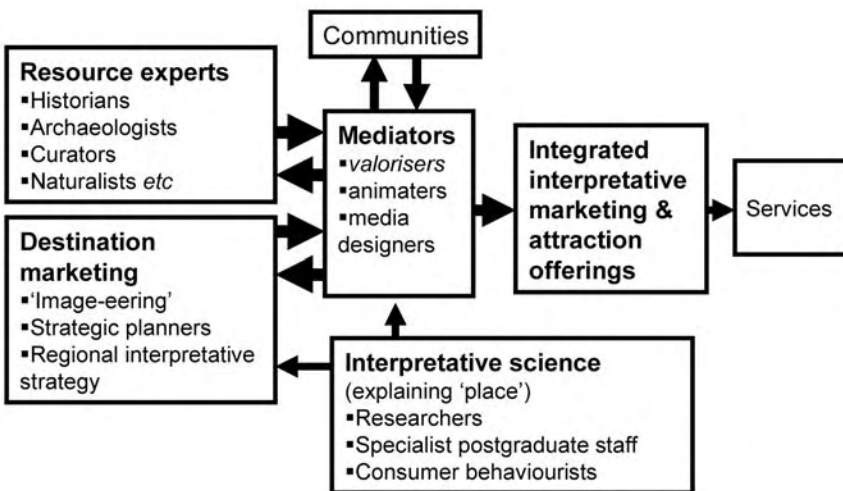 Communities
Resource experts
▪Historians
▪Archaeologists
▪Curators
▪Naturalists etc
Mediators
▪valorisers
▪animaters
▪media
designers
Integrated
interpretative
marketing &
attraction
offerings
Services
Destination
marketing
▪‘Image-eering’
▪Strategic planners
▪Regional interpretative
strategy
Interpretative science
(explaining ‘place’)
▪Researchers
▪Specialist postgraduate staff
▪Consumer behaviourists